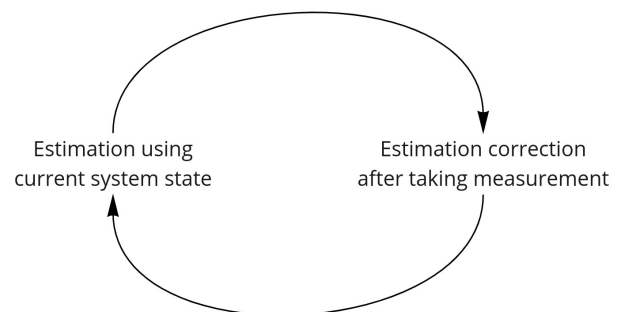 Estimation using
current system state
Estimation correction
after taking measurement